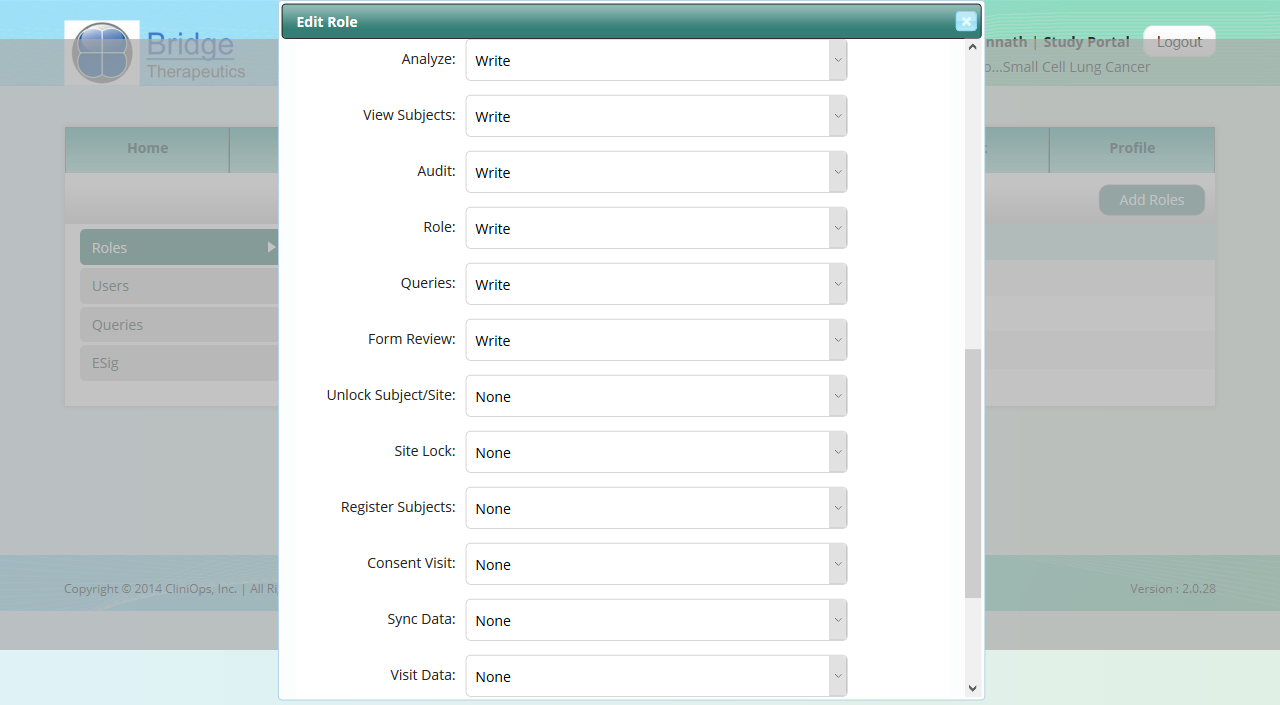 Edit Role
Bridge
Therapeutics
nnath | Study Portal
Logout
o...Small Cell Lung Cancer
Home
Profile
Add Roles
Roles
Users
Queries
ESig
Analyze: Write
View Subjects: Write
Audit: Write
Role: Write
Queries: Write
Form Review: Write
Unlock Subject/Site: None
Site Lock: None
Register Subjects: None
Consent Visit: None
Sync Data: None
Visit Data: None
Copyright © 2014 CliniOps, Inc. | All Ri
Version : 2.0.28